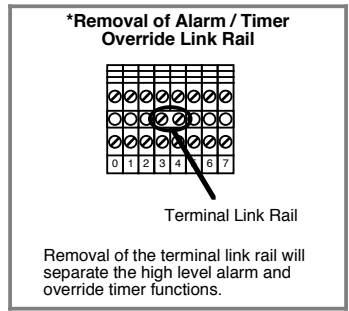 *Removal of Alarm / Timer
Override Link Rail
0 1 2 3 4 5 6 7
Terminal Link Rail
Removal of the terminal link rail will
separate the high level alarm and
override timer functions.